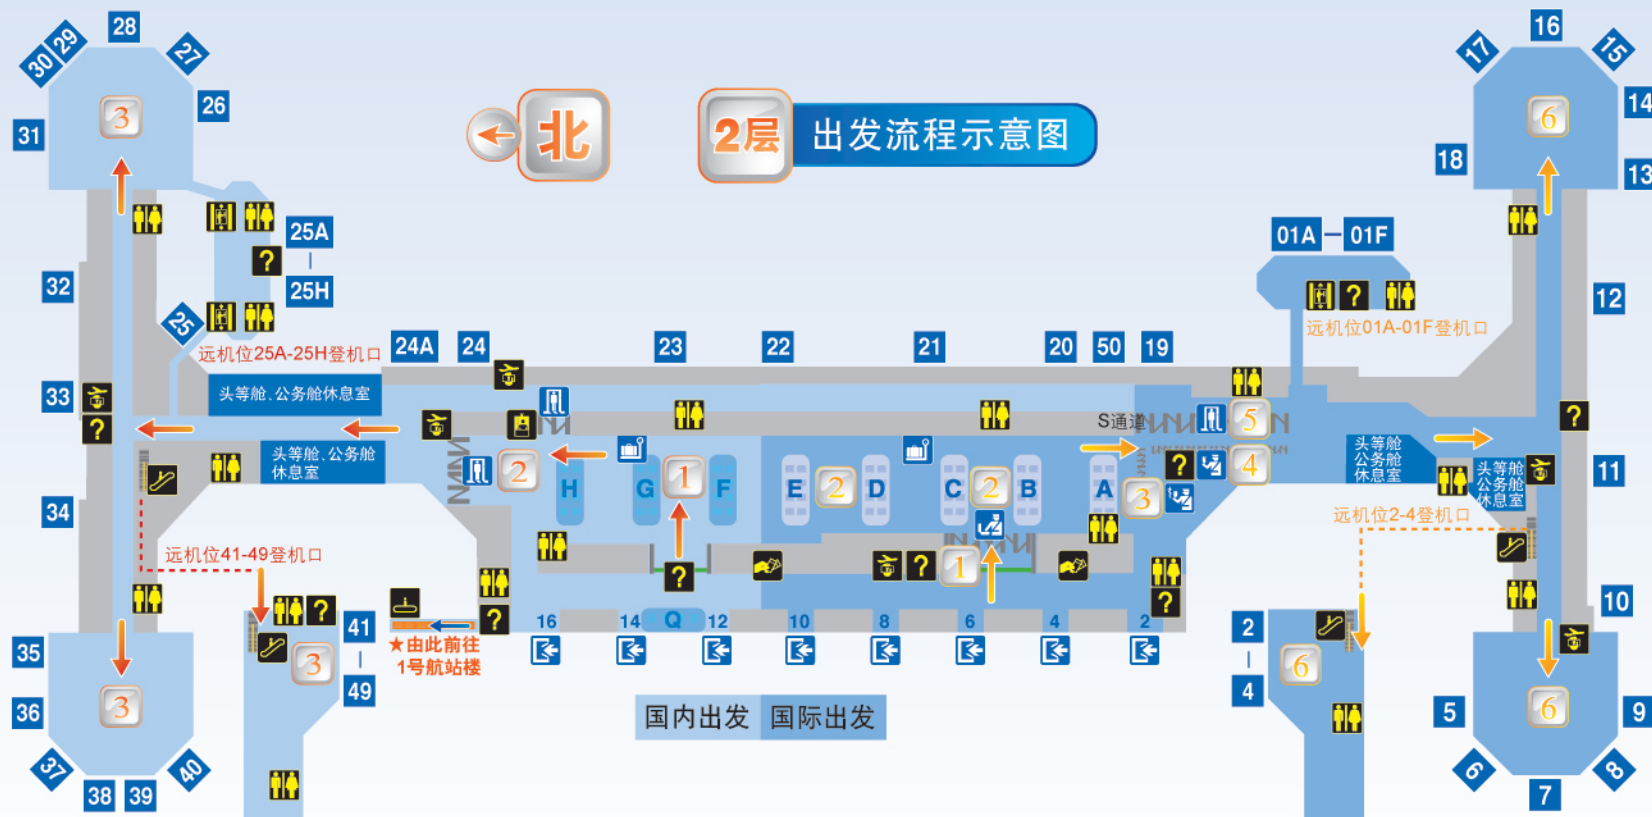 28
29
30
27
26
31
3
北
2层
出发流程示意图
16
17
15
14
6
18
13
25A
25H
01A
01F
32
25
远机位25A-25H登机口
12
远机位01A-01F登机口
24A
24
23
22
21
20
50
19
33
?
头等舱、公务舱休息室
头等舱、公务舱
休息室
S通道
5
4
?
头等舱
公务舱
休息室
头等舱
公务舱
休息室
?
11
2
H
G
1
F
E
2
D
C
2
B
A
3
34
远机位41-49登机口
远机位2-4登机口
?
?
1
?
10
?
41
49
3
?
★由此前往
1号航站楼
16
14
Q
12
10
8
6
4
2
2
4
6
35
36
3
37
38
39
40
国内出发
国际出发
5
6
9
6
7
8